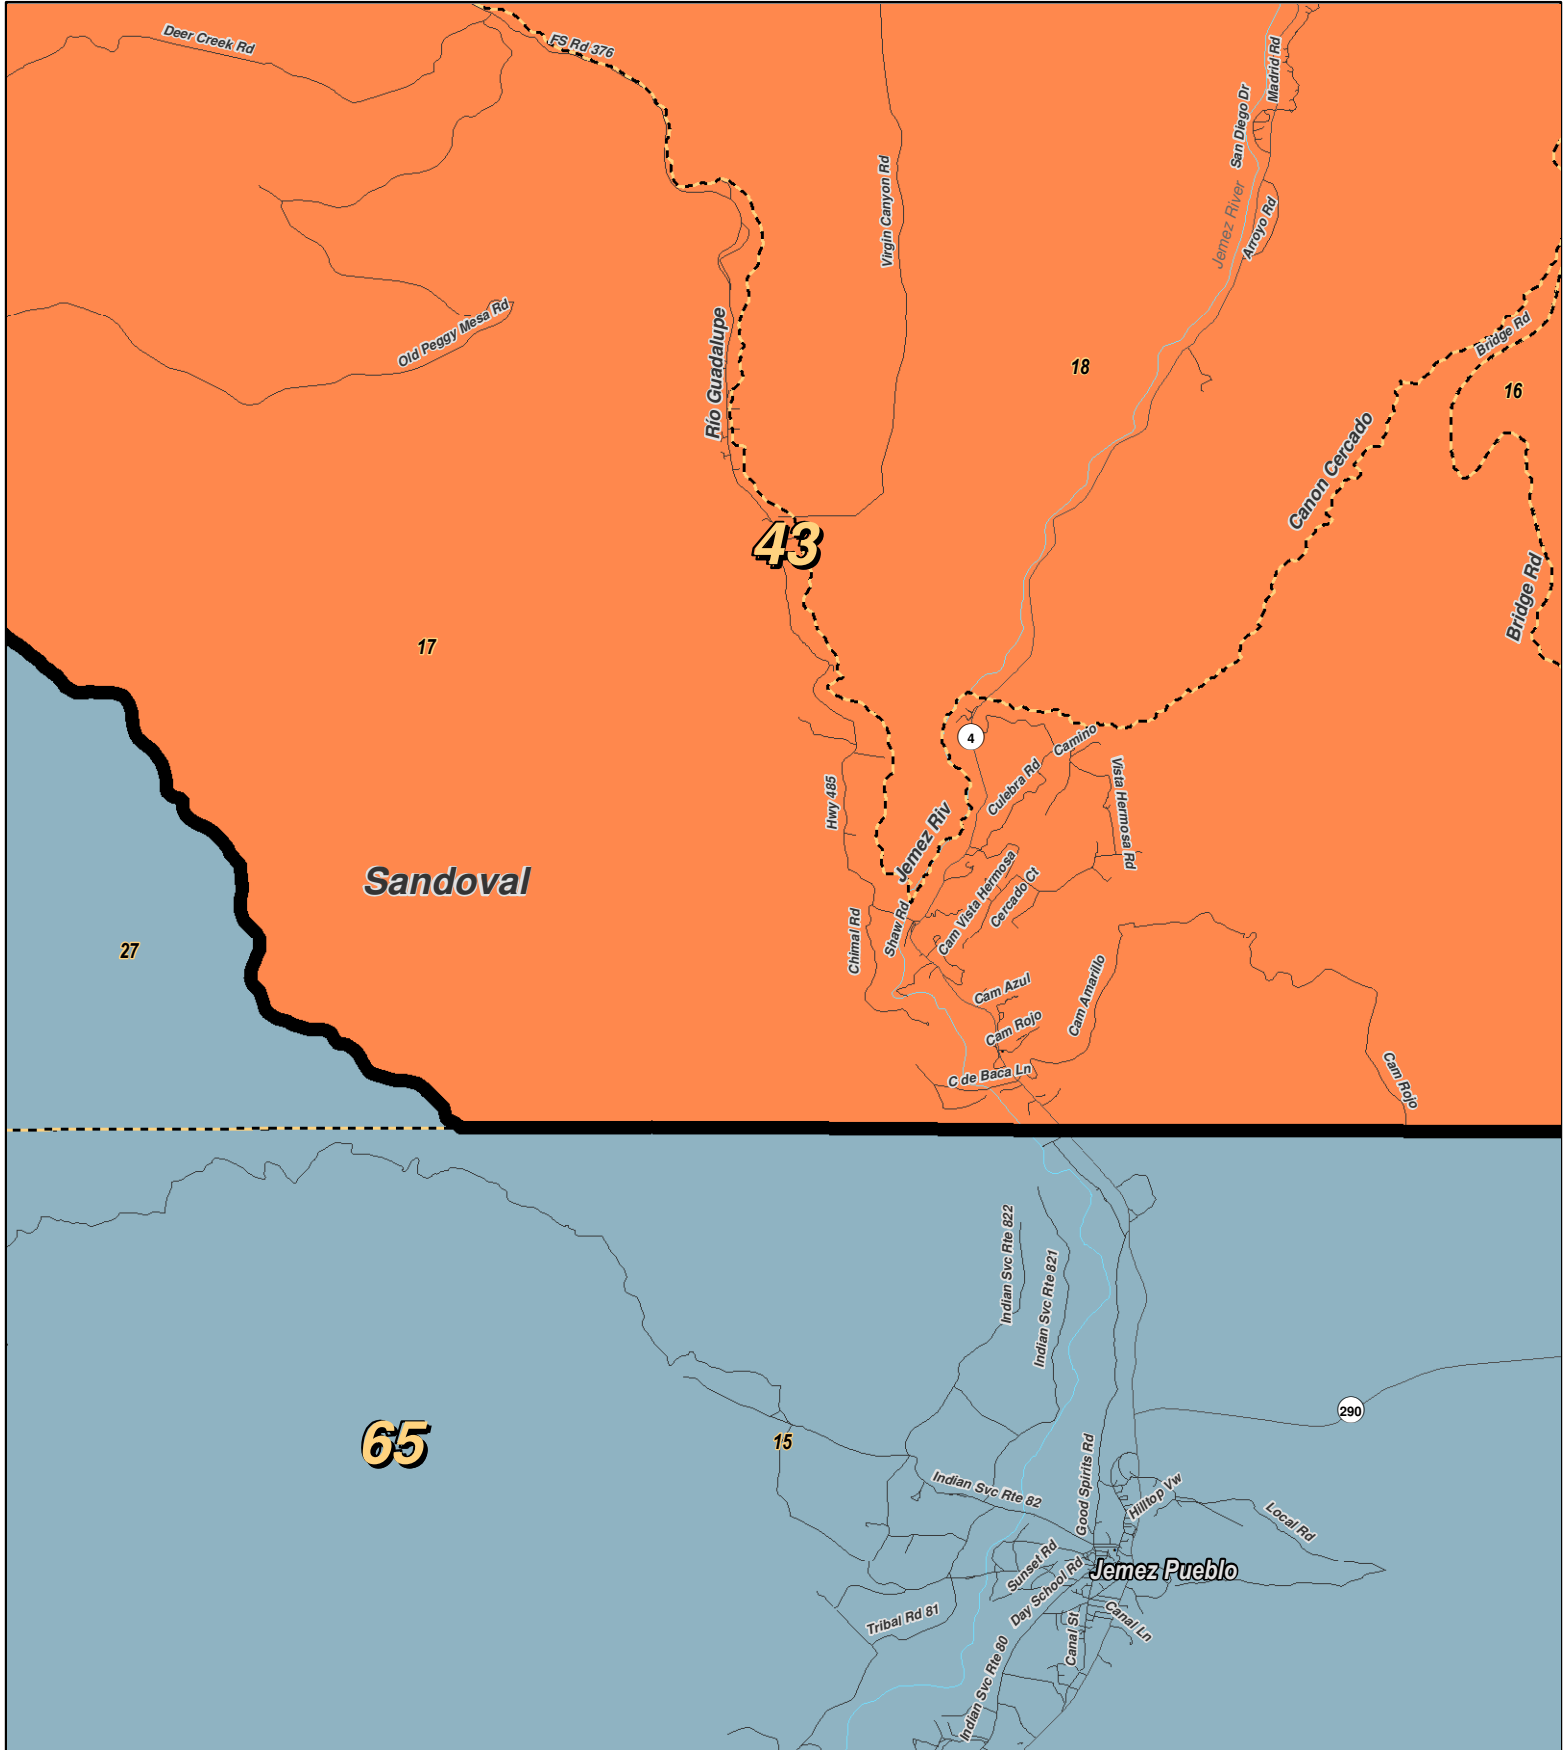 Deer Creek Rd
FS Rd 376
Madrid Rd
San Diego Dr
Virgin Canyon Rd
Jemez River
Arroyo Rd
Old Peggy Mesa Rd
Rio Guadalupe
Bridge Rd
18
16
Canon Cercado
43
Bridge Rd
17
4
Camino
Culebra Rd
Vista Hermosa Rd
Hwy 485
Jemez Riv
Sandoval
Cam Vista Hermosa
Cercado Ct
Shaw Rd
Chimal Rd
27
Cam Azul
Cam Amarillo
Cam Rojo
C de Baca Ln
Cam Rojo
Indian Svc Rte 822
Indian Svc Rte 821
290
65
15
Good Spirits Rd
Indian Svc Rte 82
Hilltop Vw
Local Rd
Sunset Rd
Jemez Pueblo
Day School Rd
Tribal Rd 81
Canal Ln
Canal St
Indian Svc Rte 80